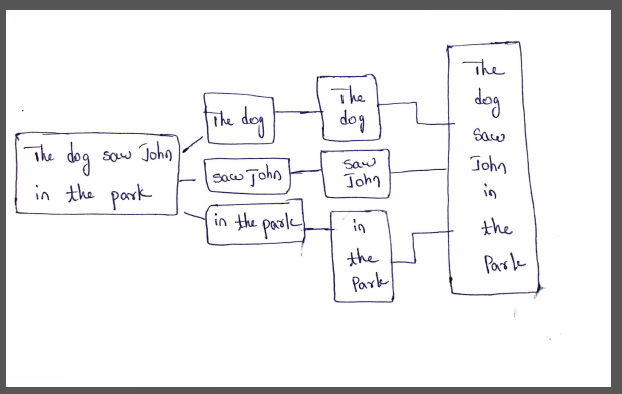 The dog saw John
in the park
The dog
saw John
in the park
The
dog
saw
John
in
the
Park
The
dog
saw
John
in
the
Park